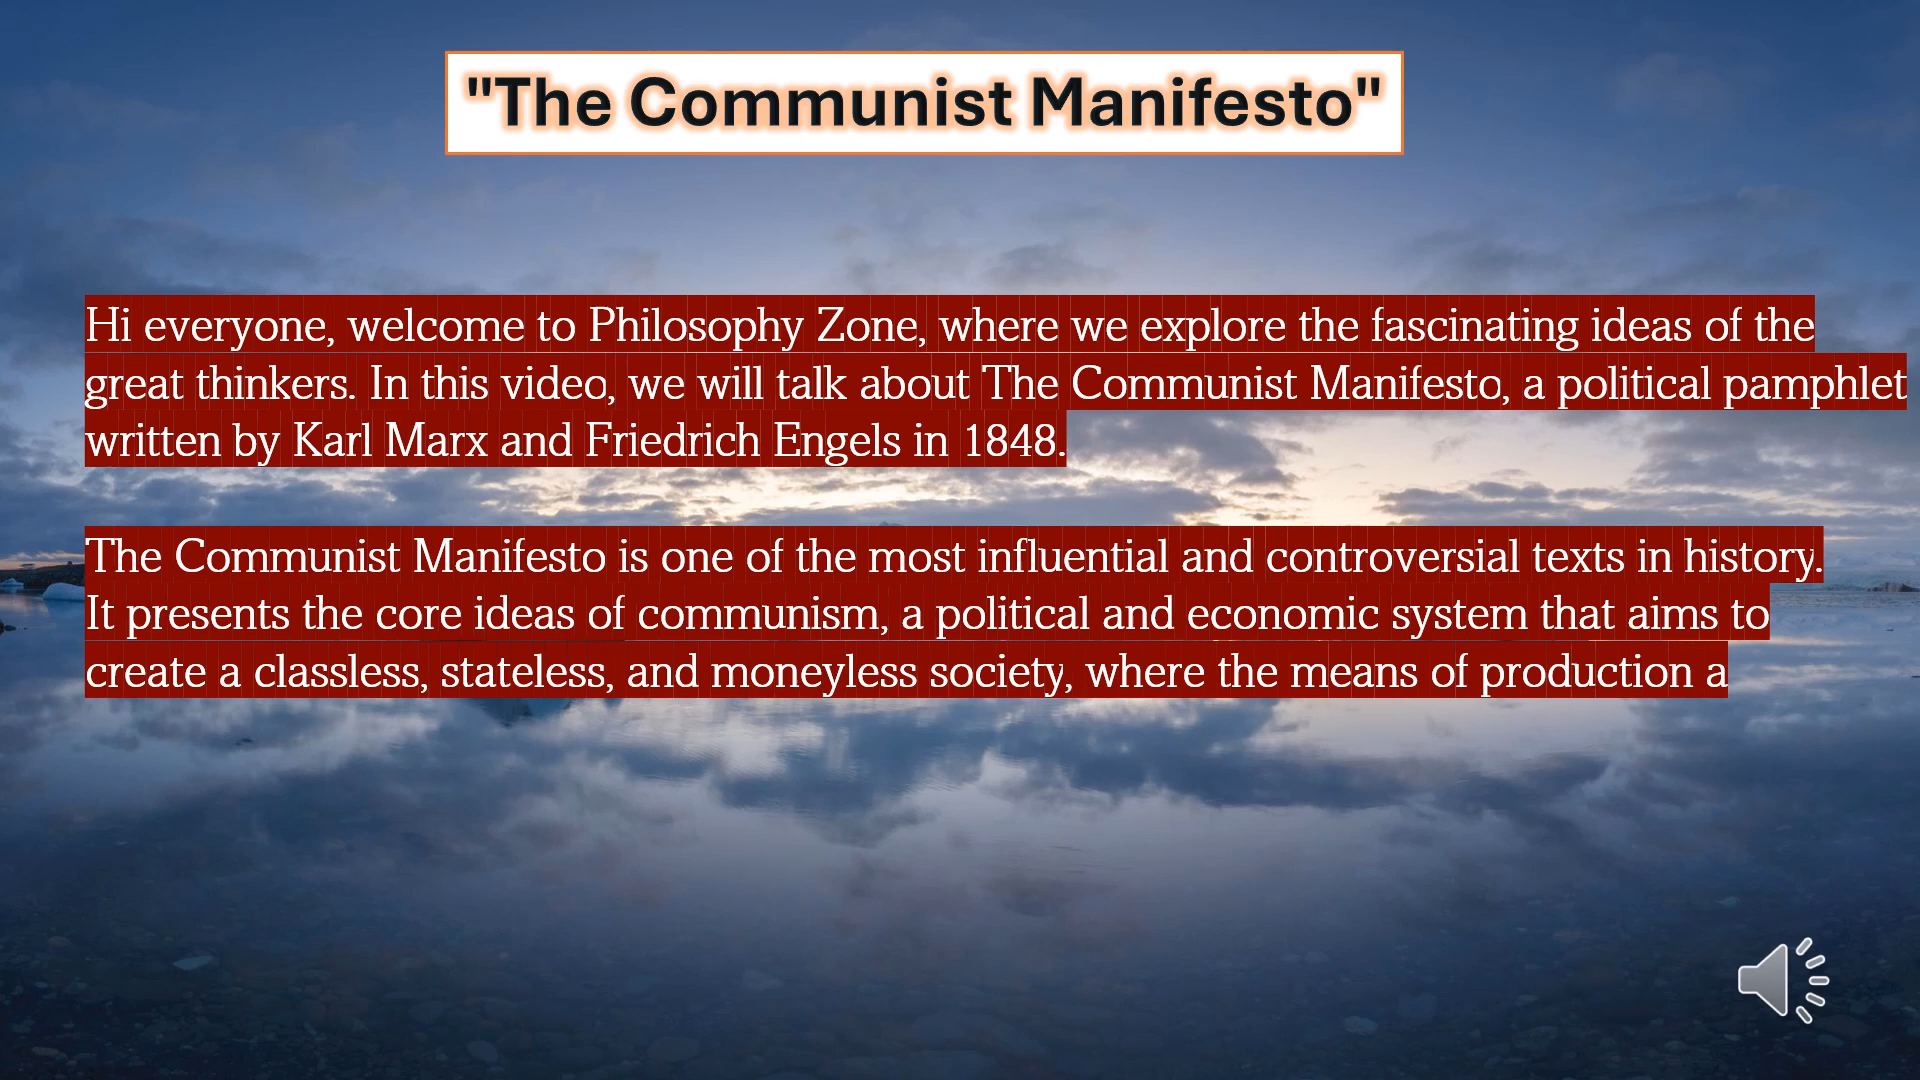 "The Communist Manifesto"
Hi everyone, welcome to Philosophy Zone, where we explore the fascinating ideas of the
great thinkers. In this video, we will talk about The Communist Manifesto, a political pamphlet
written by Karl Marx and Friedrich Engels in 1848.
The Communist Manifesto is one of the most influential and controversial texts in history.
It presents the core ideas of communism, a political and economic system that aims to
create a classless, stateless, and moneyless society, where the means of production a